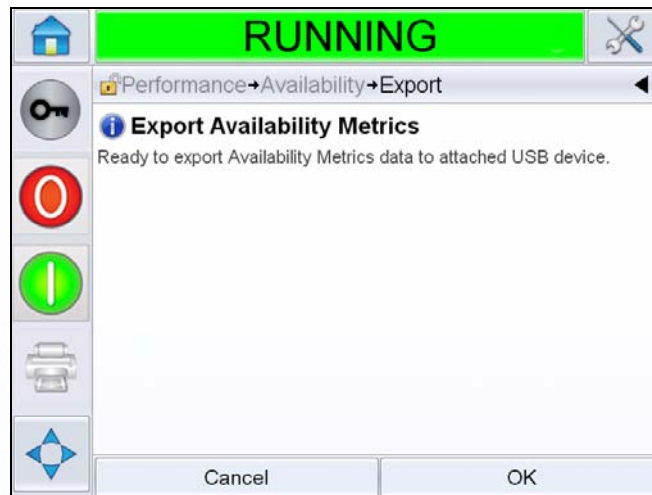 RUNNING
Performance→Availability→Export
Export Availability Metrics
Ready to export Availability Metrics data to attached USB device.
Cancel OK